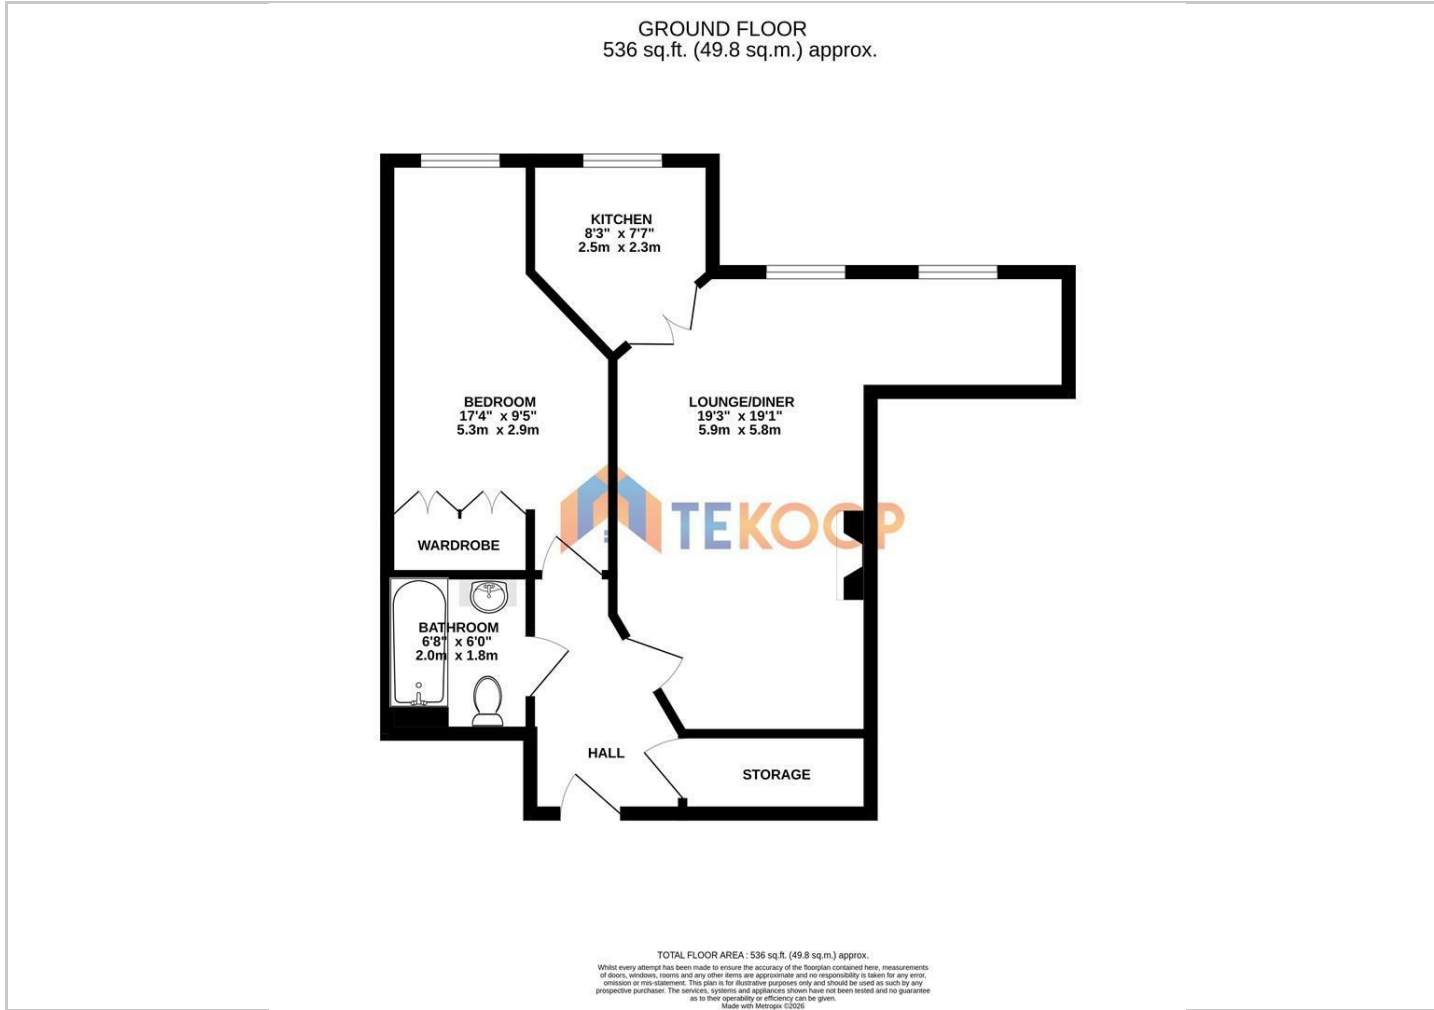 GROUND FLOOR
536 sq.ft. (49.8 sq.m.) approx.
KITCHEN
8'3" x 7'7"
2.5m x 2.3m
BEDROOM
17'4" x 9'5"
5.3m x 2.9m
LOUNGE/DINER
19'3" x 19'1"
5.9m x 5.8m
TEKOOP
WARDROBE
BATHROOM
6'8" x 6'0"
2.0m x 1.8m
HALL
STORAGE
TOTAL FLOOR AREA : 536 sq.ft. (49.8 sq.m.) approx.
Whilst every attempt has been made to ensure the accuracy of the floorplan contained here, measurements
of doors, windows, rooms and any other items are approximate and no responsibility is taken for any error,
omission or mis-statement. This plan is for illustrative purposes only and should be used as such by any
prospective purchaser. The services, systems and appliances shown have not been tested and no guarantee
as to their operability or efficiency can be given.
Made with Metropix ©2026